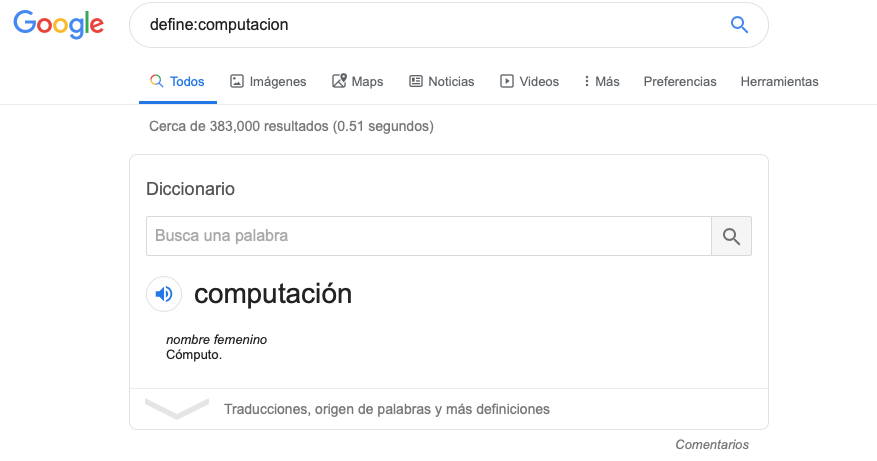 Google
define:computacion
Todos Imágenes Maps Noticias Videos Más Preferencias Herramientas
Cerca de 383,000 resultados (0.51 segundos)
Diccionario
Busca una palabra
computación
nombre femenino
Cómputo.
Traducciones, origen de palabras y más definiciones
Comentarios